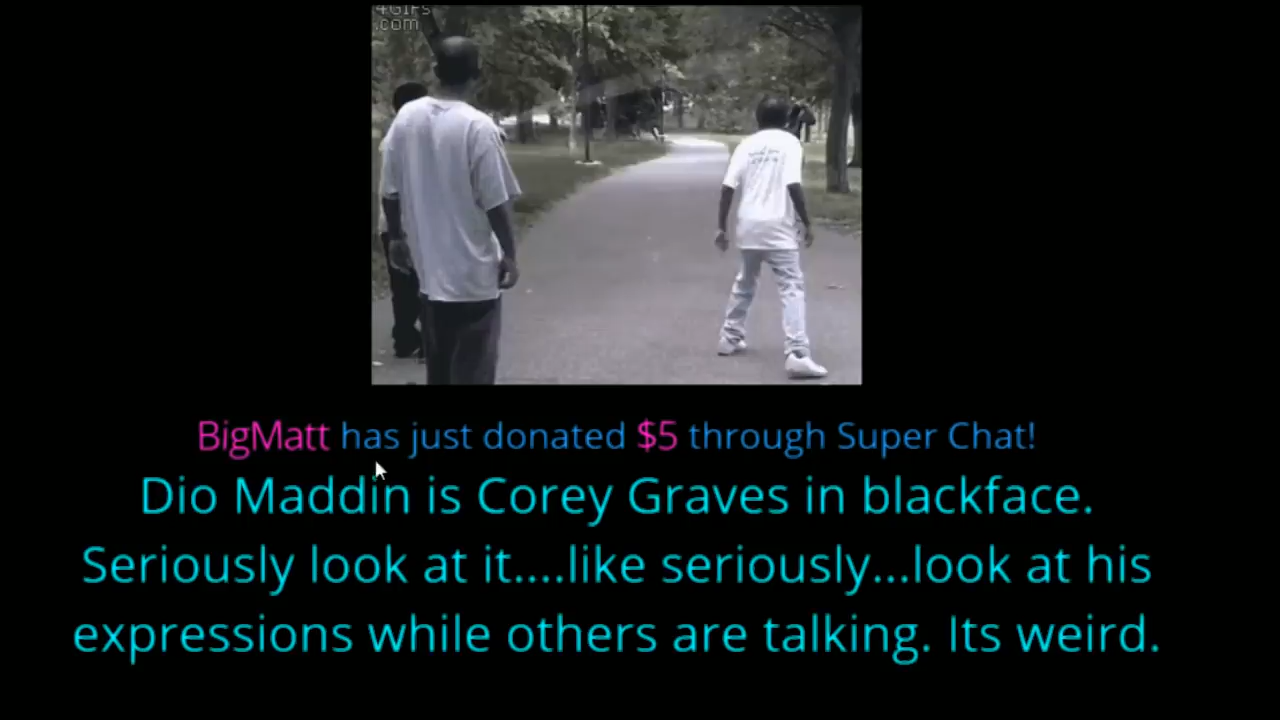 4GIFs
.com
BigMatt has just donated $5 through Super Chat!
Dio Maddin is Corey Graves in blackface.
Seriously look at it....like seriously...look at his
expressions while others are talking. Its weird.